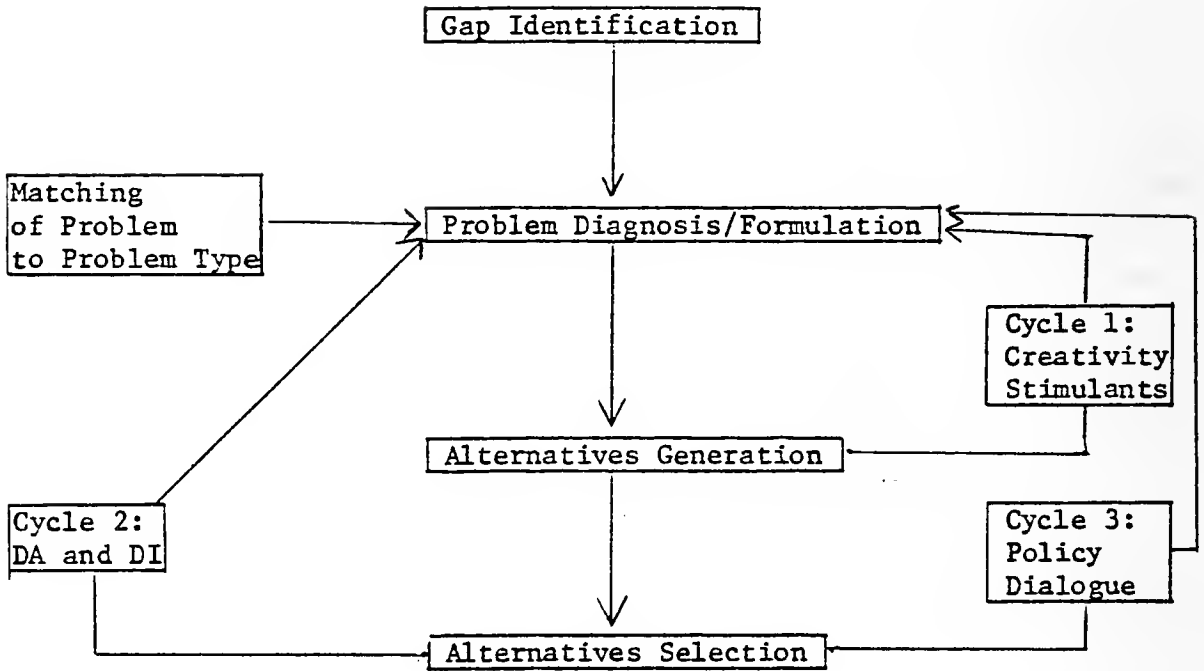 Gap Identification
Matching
of Problem
to Problem Type
Problem Diagnosis/Formulation
Cycle 1:
Creativity
Stimulants
Alternatives Generation
Cycle 2:
DA and DI
Cycle 3:
Policy
Dialogue
Alternatives Selection